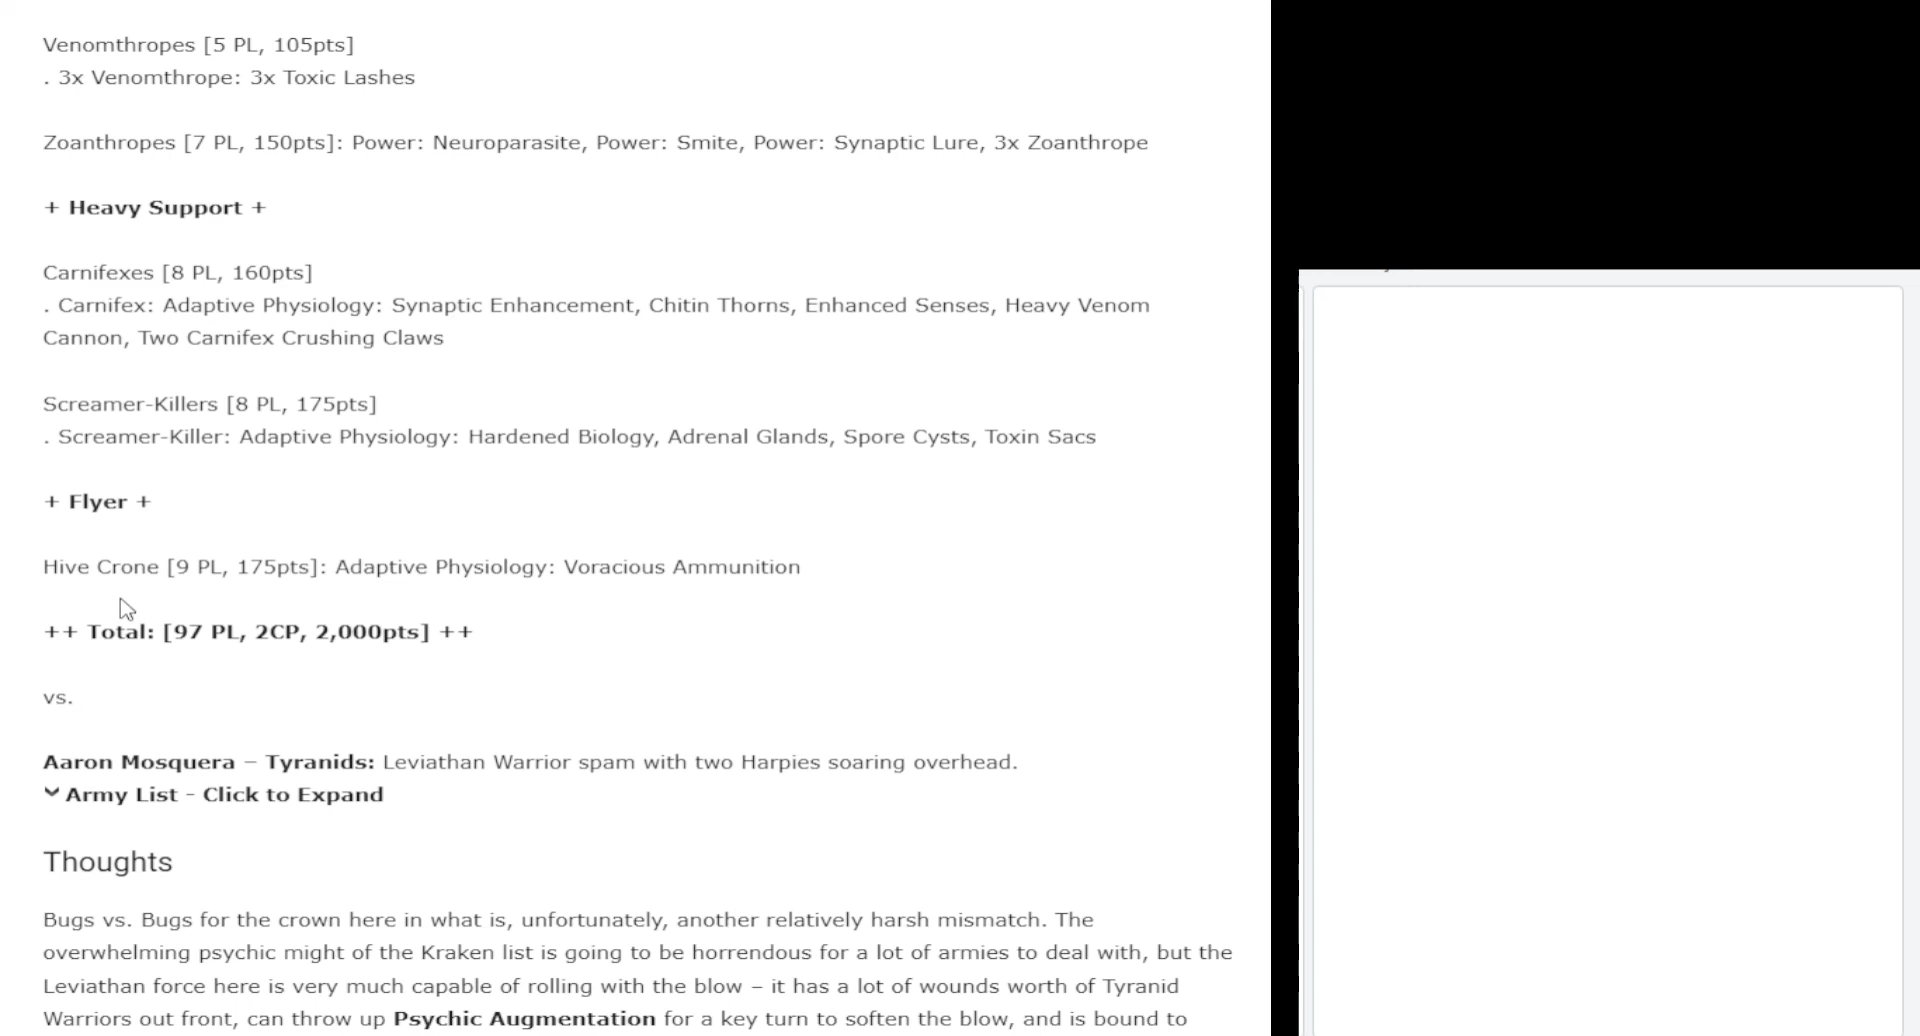 Venomthropes [5 PL, 105pts]
. 3x Venomthrope: 3x Toxic Lashes
Zoanthropes [7 PL, 150pts]: Power: Neuroparasite, Power: Smite, Power: Synaptic Lure, 3x Zoanthrope
+ Heavy Support +
Carnifexes [8 PL, 160pts]
. Carnifex: Adaptive Physiology: Synaptic Enhancement, Chitin Thorns, Enhanced Senses, Heavy Venom
Cannon, Two Carnifex Crushing Claws
Screamer-Killers [8 PL, 175pts]
. Screamer-Killer: Adaptive Physiology: Hardened Biology, Adrenal Glands, Spore Cysts, Toxin Sacs
+ Flyer +
Hive Crone [9 PL, 175pts]: Adaptive Physiology: Voracious Ammunition
++ Total: [97 PL, 2CP, 2,000pts] ++
vs.
Aaron Mosquera – Tyranids: Leviathan Warrior spam with two Harpies soaring overhead.
Army List - Click to Expand
Thoughts
Bugs vs. Bugs for the crown here in what is, unfortunately, another relatively harsh mismatch. The
overwhelming psychic might of the Kraken list is going to be horrendous for a lot of armies to deal with, but the
Leviathan force here is very much capable of rolling with the blow – it has a lot of wounds worth of Tyranid
Warriors out front, can throw up Psychic Augmentation for a key turn to soften the blow, and is bound to